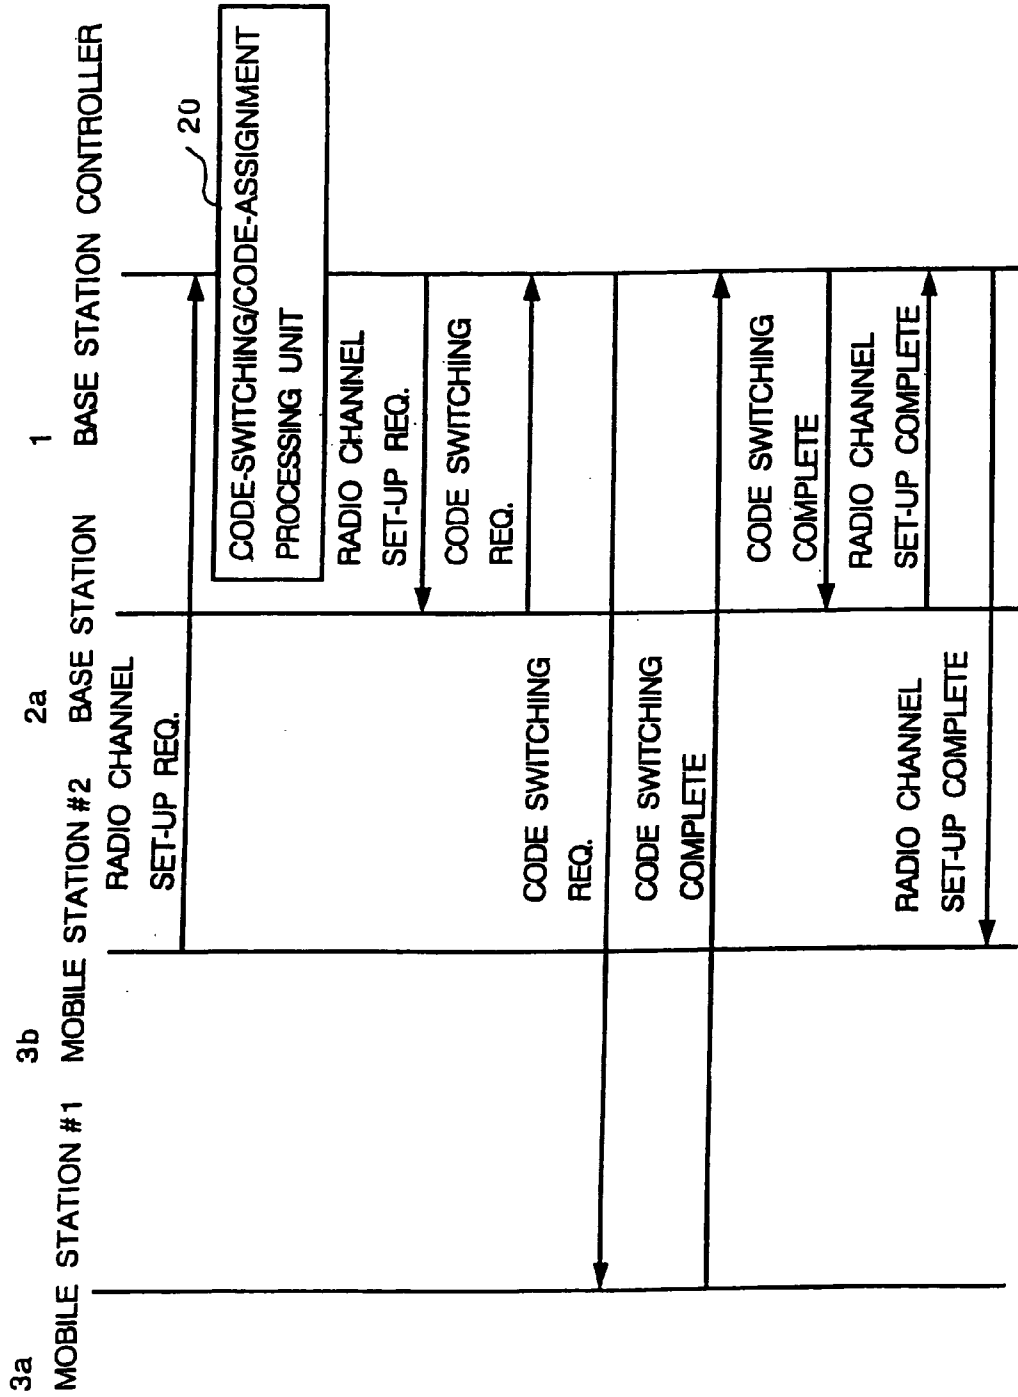 3a
MOBILE STATION #1
3b
MOBILE STATION #2
2a
BASE STATION
1
BASE STATION CONTROLLER
RADIO CHANNEL
SET-UP REQ.
20
CODE-SWITCHING/CODE-ASSIGNMENT
PROCESSING UNIT
RADIO CHANNEL
SET-UP REQ.
CODE SWITCHING
REQ.
CODE SWITCHING
REQ.
CODE SWITCHING
COMPLETE
CODE SWITCHING
COMPLETE
RADIO CHANNEL
SET-UP COMPLETE
RADIO CHANNEL
SET-UP COMPLETE